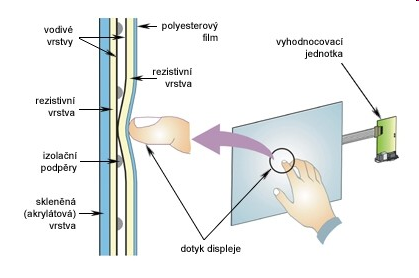 vodivé
vrstvy
polyesterový
film
rezistivní
vrstva
rezistivní
vrstva
izolační
podpěry
skleněná
(akrylátová)
vrstva
dotyk displeje
vyhodnocovací
jednotka